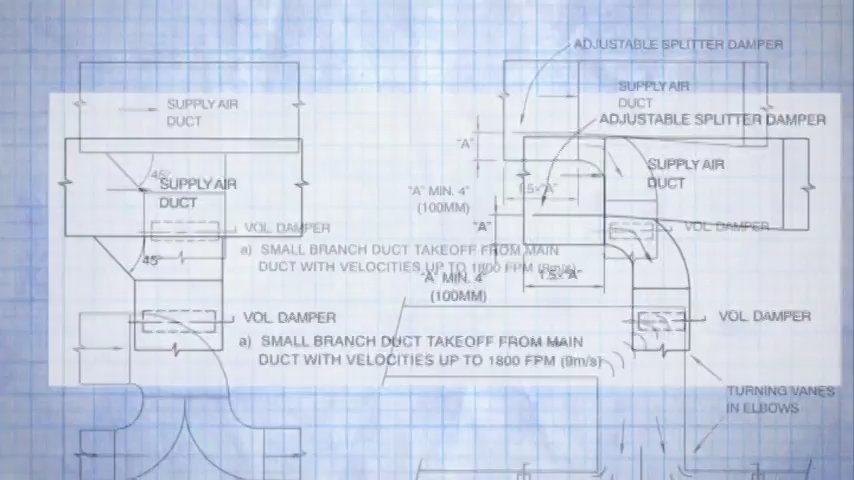 ADJUSTABLE SPLITTER DAMPER
SUPPLY AIR
DUCT
SUPPLY AIR
DUCT
ADJUSTABLE SPLITTER DAMPER
"A"
45°
SUPPLY AIR
DUCT
SUPPLY AIR
DUCT
"A" MIN. 4"
(100MM)
1.5×"A"
"A"
VOL DAMPER
VOL DAMPER
a) SMALL BRANCH DUCT TAKEOFF FROM MAIN
DUCT WITH VELOCITIES UP TO 1800 FPM (9m/s)
45°
"A" MIN. 4"
(100MM)
1.5×"A"
VOL. DAMPER
VOL. DAMPER
a) SMALL BRANCH DUCT TAKEOFF FROM MAIN
DUCT WITH VELOCITIES UP TO 1800 FPM (9m/s)
TURNING VANES
IN ELBOWS